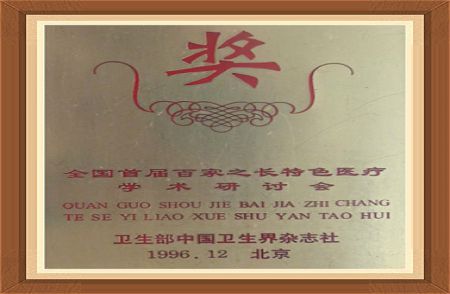 奖
全国首届百家之长特色医疗
学术研讨会
QUAN GUO SHOU JIE BAI JIA ZHI CHANG
TE SE YI LIAO XUE SHU YAN TAO HUI
卫生部中国卫生界杂志社
1996.12 北京